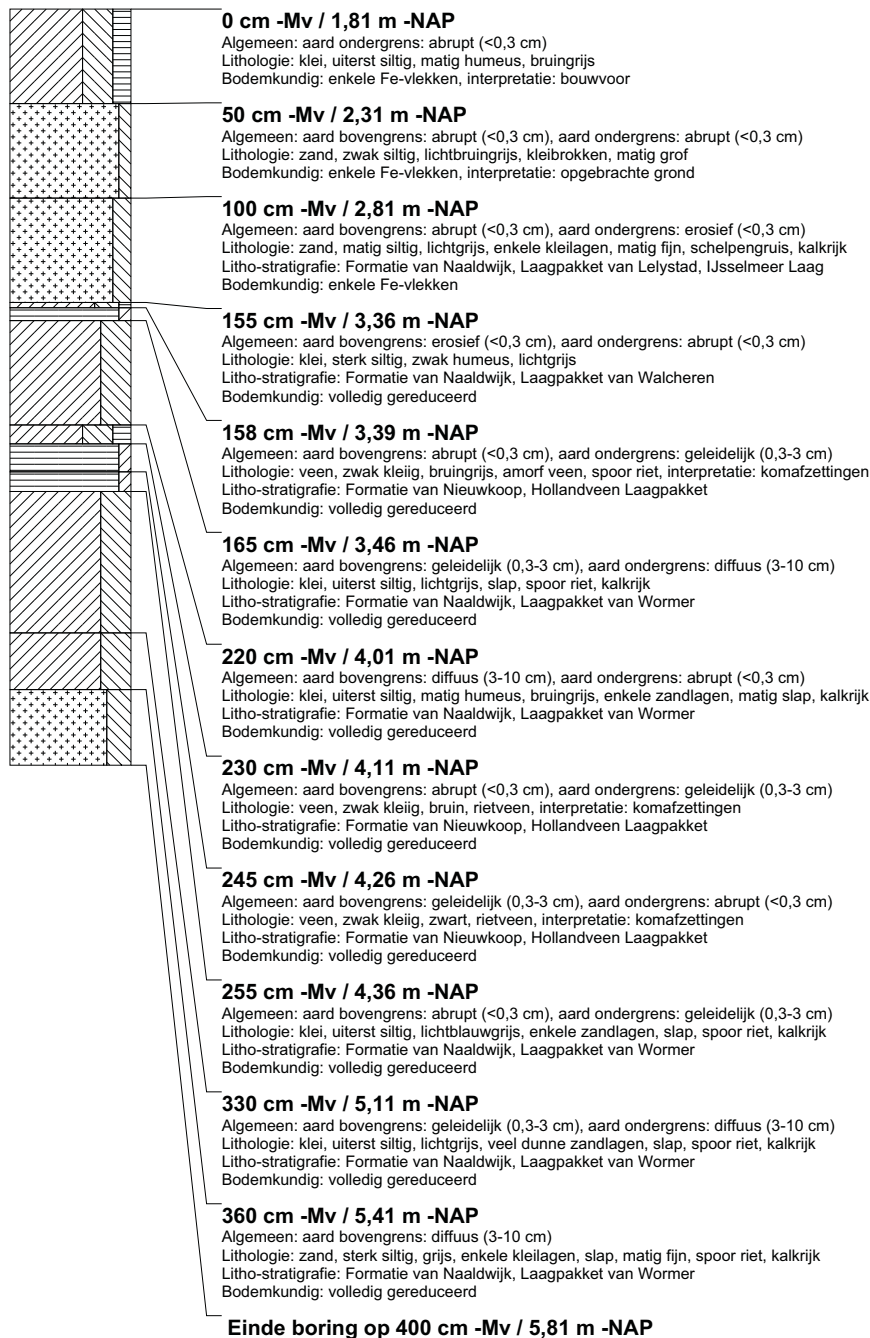 0 cm -Mv / 1,81 m -NAP
Algemeen: aard ondergrens: abrupt (<0,3 cm)
Lithologie: klei, uiterst siltig, matig humeus, bruingrijs
Bodemkundig: enkele Fe-vlekken, interpretatie: bouwvoor
50 cm -Mv / 2,31 m -NAP
Algemeen: aard bovengrens: abrupt (<0,3 cm), aard ondergrens: abrupt (<0,3 cm)
Lithologie: zand, zwak siltig, lichtbruingrijs, kleibrokken, matig grof
Bodemkundig: enkele Fe-vlekken, interpretatie: opgebrachte grond
100 cm -Mv / 2,81 m -NAP
Algemeen: aard bovengrens: abrupt (<0,3 cm), aard ondergrens: erosief (<0,3 cm)
Lithologie: zand, matig siltig, lichtgrijs, enkele kleilagen, matig fijn, schelpengruis, kalkrijk
Litho-stratigrafie: Formatie van Naaldwijk, Laagpakket van Lelystad, IJsselmeer Laag
Bodemkundig: enkele Fe-vlekken
155 cm -Mv / 3,36 m -NAP
Algemeen: aard bovengrens: erosief (<0,3 cm), aard ondergrens: abrupt (<0,3 cm)
Lithologie: klei, sterk siltig, zwak humeus, lichtgrijs
Litho-stratigrafie: Formatie van Naaldwijk, Laagpakket van Walcheren
Bodemkundig: volledig gereduceerd
158 cm -Mv / 3,39 m -NAP
Algemeen: aard bovengrens: abrupt (<0,3 cm), aard ondergrens: geleidelijk (0,3-3 cm)
Lithologie: veen, zwak kleiig, bruingrijs, amorf veen, spoor riet, interpretatie: komafzettingen
Litho-stratigrafie: Formatie van Nieuwkoop, Hollandveen Laagpakket
Bodemkundig: volledig gereduceerd
165 cm -Mv / 3,46 m -NAP
Algemeen: aard bovengrens: geleidelijk (0,3-3 cm), aard ondergrens: diffuus (3-10 cm)
Lithologie: klei, uiterst siltig, lichtgrijs, slap, spoor riet, kalkrijk
Litho-stratigrafie: Formatie van Naaldwijk, Laagpakket van Wormer
Bodemkundig: volledig gereduceerd
220 cm -Mv / 4,01 m -NAP
Algemeen: aard bovengrens: diffuus (3-10 cm), aard ondergrens: abrupt (<0,3 cm)
Lithologie: klei, uiterst siltig, matig humeus, bruingrijs, enkele zandlagen, matig slap, kalkrijk
Litho-stratigrafie: Formatie van Naaldwijk, Laagpakket van Wormer
Bodemkundig: volledig gereduceerd
230 cm -Mv / 4,11 m -NAP
Algemeen: aard bovengrens: abrupt (<0,3 cm), aard ondergrens: geleidelijk (0,3-3 cm)
Lithologie: veen, zwak kleiig, bruin, rietveen, interpretatie: komafzettingen
Litho-stratigrafie: Formatie van Nieuwkoop, Hollandveen Laagpakket
Bodemkundig: volledig gereduceerd
245 cm -Mv / 4,26 m -NAP
Algemeen: aard bovengrens: geleidelijk (0,3-3 cm), aard ondergrens: abrupt (<0,3 cm)
Lithologie: veen, zwak kleiig, zwart, rietveen, interpretatie: komafzettingen
Litho-stratigrafie: Formatie van Nieuwkoop, Hollandveen Laagpakket
Bodemkundig: volledig gereduceerd
255 cm -Mv / 4,36 m -NAP
Algemeen: aard bovengrens: abrupt (<0,3 cm), aard ondergrens: geleidelijk (0,3-3 cm)
Lithologie: klei, uiterst siltig, lichtblauwgrijs, enkele zandlagen, slap, spoor riet, kalkrijk
Litho-stratigrafie: Formatie van Naaldwijk, Laagpakket van Wormer
Bodemkundig: volledig gereduceerd
330 cm -Mv / 5,11 m -NAP
Algemeen: aard bovengrens: geleidelijk (0,3-3 cm), aard ondergrens: diffuus (3-10 cm)
Lithologie: klei, uiterst siltig, lichtgrijs, veel dunne zandlagen, slap, spoor riet, kalkrijk
Litho-stratigrafie: Formatie van Naaldwijk, Laagpakket van Wormer
Bodemkundig: volledig gereduceerd
360 cm -Mv / 5,41 m -NAP
Algemeen: aard bovengrens: diffuus (3-10 cm)
Lithologie: zand, sterk siltig, grijs, enkele kleilagen, slap, matig fijn, spoor riet, kalkrijk
Litho-stratigrafie: Formatie van Naaldwijk, Laagpakket van Wormer
Bodemkundig: volledig gereduceerd
Einde boring op 400 cm -Mv / 5,81 m -NAP